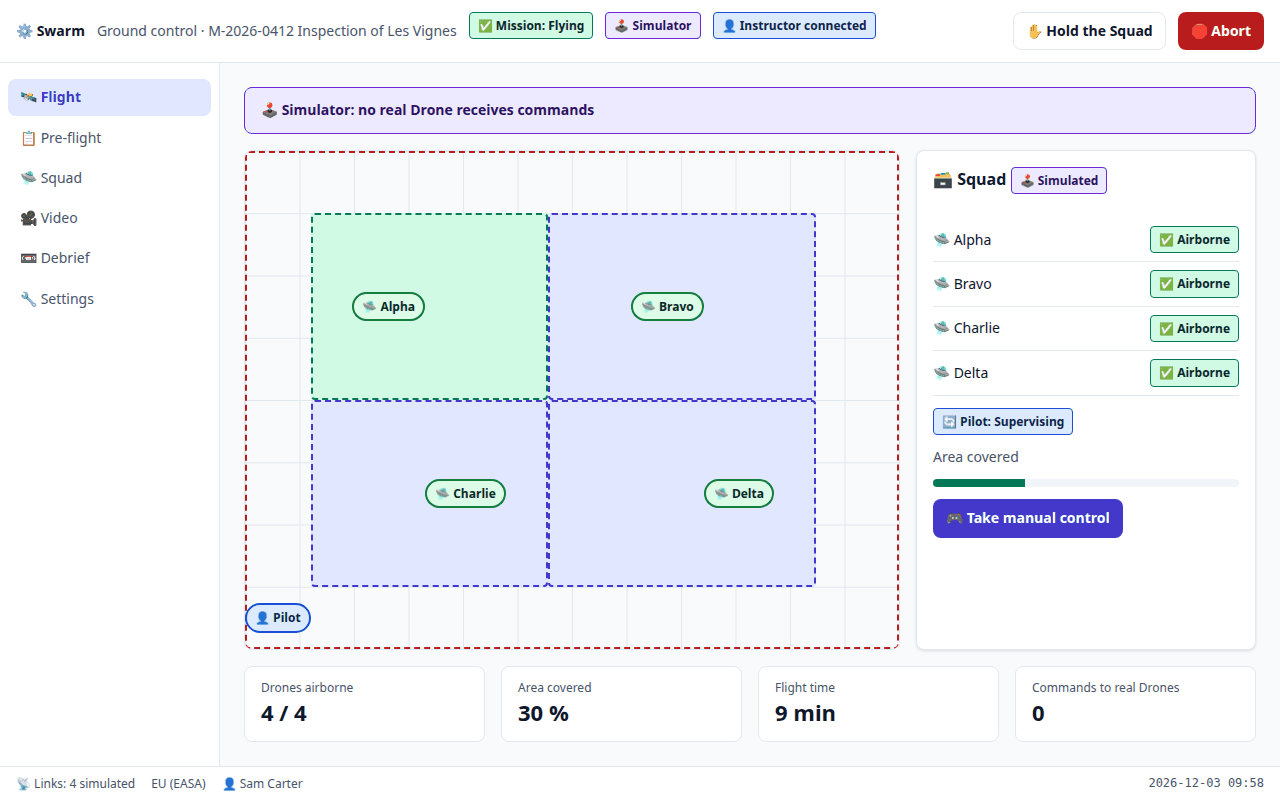 Swarm
Ground control · M-2026-0412 Inspection of Les Vignes
Mission: Flying
Simulator
Instructor connected
Hold the Squad
Abort
Flight
Pre-flight
Squad
Video
Debrief
Settings
Simulator: no real Drone receives commands
Alpha
Bravo
Charlie
Delta
Pilot
Squad
Simulated
Alpha
Airborne
Bravo
Airborne
Charlie
Airborne
Delta
Airborne
Pilot: Supervising
Area covered
Take manual control
Drones airborne
4 / 4
Area covered
30 %
Flight time
9 min
Commands to real Drones
0
Links: 4 simulated
EU (EASA)
Sam Carter
2026-12-03 09:58